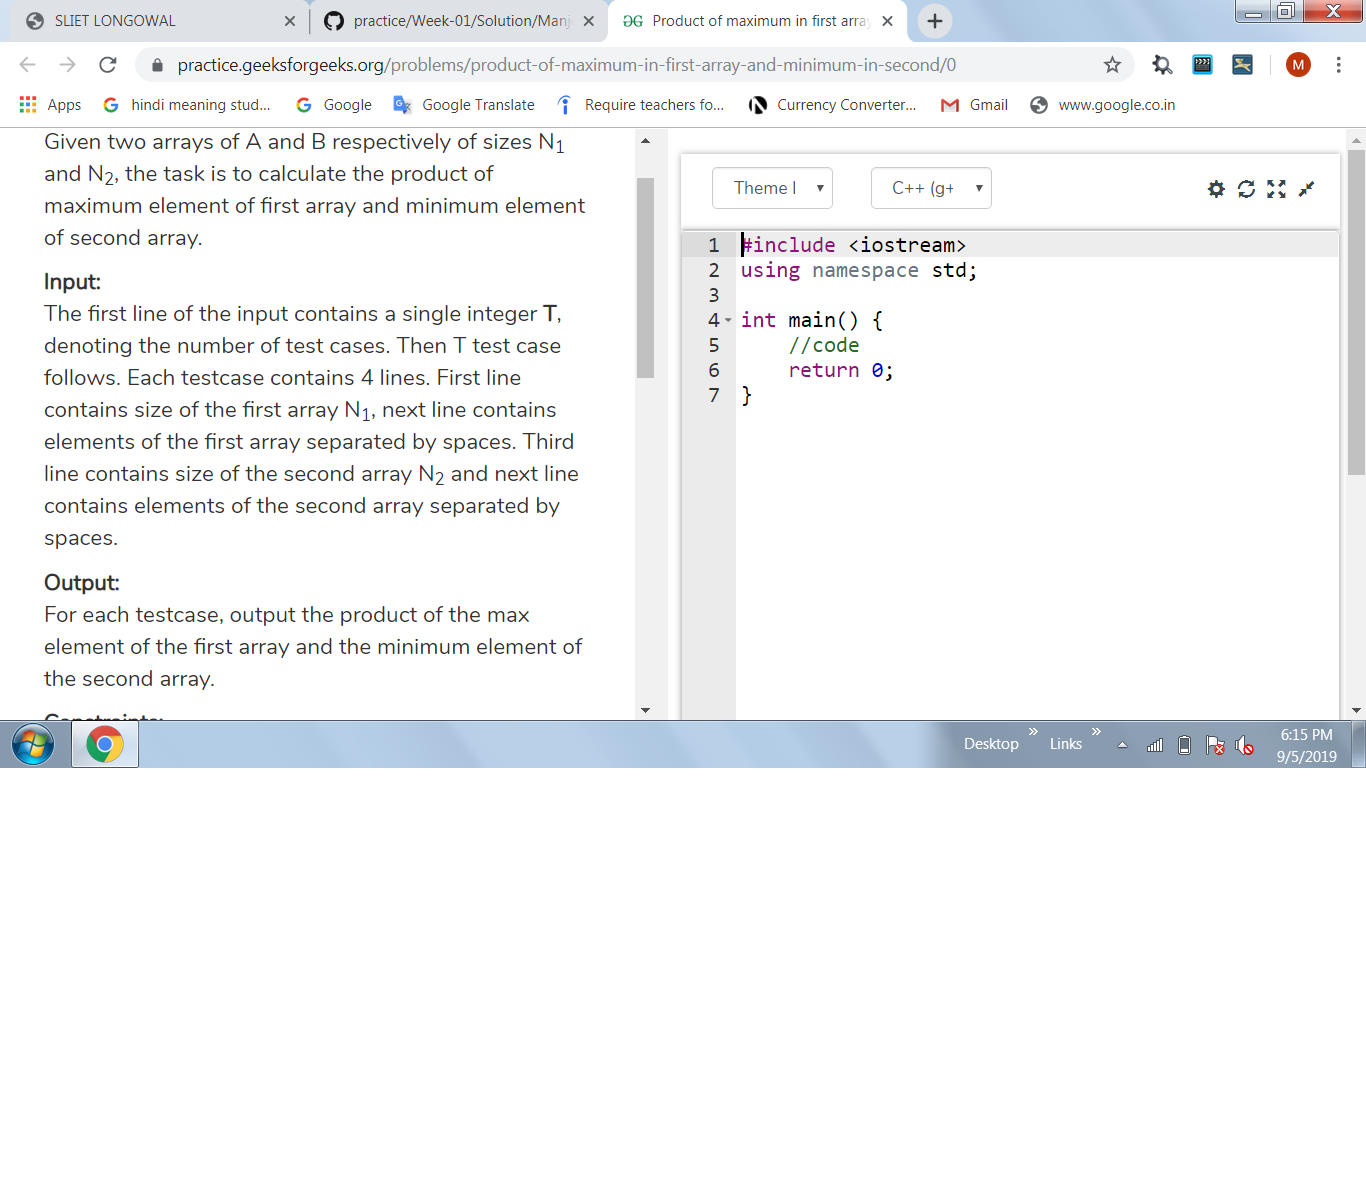 SLIET LONGOWAL
practice/Week-01/Solution/Manj
Product of maximum in first array
practice.geeksforgeeks.org/problems/product-of-maximum-in-first-array-and-minimum-in-second/0
M
Apps
hindi meaning stud...
Google
Google Translate
Require teachers fo...
Currency Converter...
Gmail
www.google.co.in
Given two arrays of A and B respectively of sizes N1
and N2, the task is to calculate the product of
maximum element of first array and minimum element
of second array.
Input:
The first line of the input contains a single integer T,
denoting the number of test cases. Then T test case
follows. Each testcase contains 4 lines. First line
contains size of the first array N1, next line contains
elements of the first array separated by spaces. Third
line contains size of the second array N2 and next line
contains elements of the second array separated by
spaces.
Output:
For each testcase, output the product of the max
element of the first array and the minimum element of
the second array.
Constraints:
Theme l
C++ (g+
1 #include <iostream>
2 using namespace std;
3
4 int main() {
5 //code
6 return 0;
7 }
Desktop
Links
6:15 PM
9/5/2019